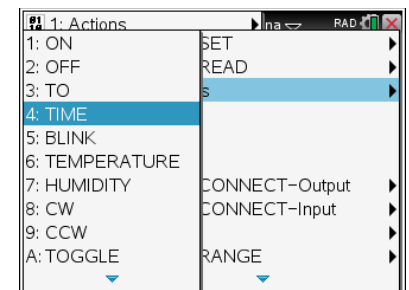 1: Actions
na
RAD
1: ON
SET
2: OFF
READ
3: TO
s
4: TIME
5: BLINK
6: TEMPERATURE
7: HUMIDITY
CONNECT-Output
8: CW
CONNECT-Input
9: CCW
A: TOGGLE
RANGE